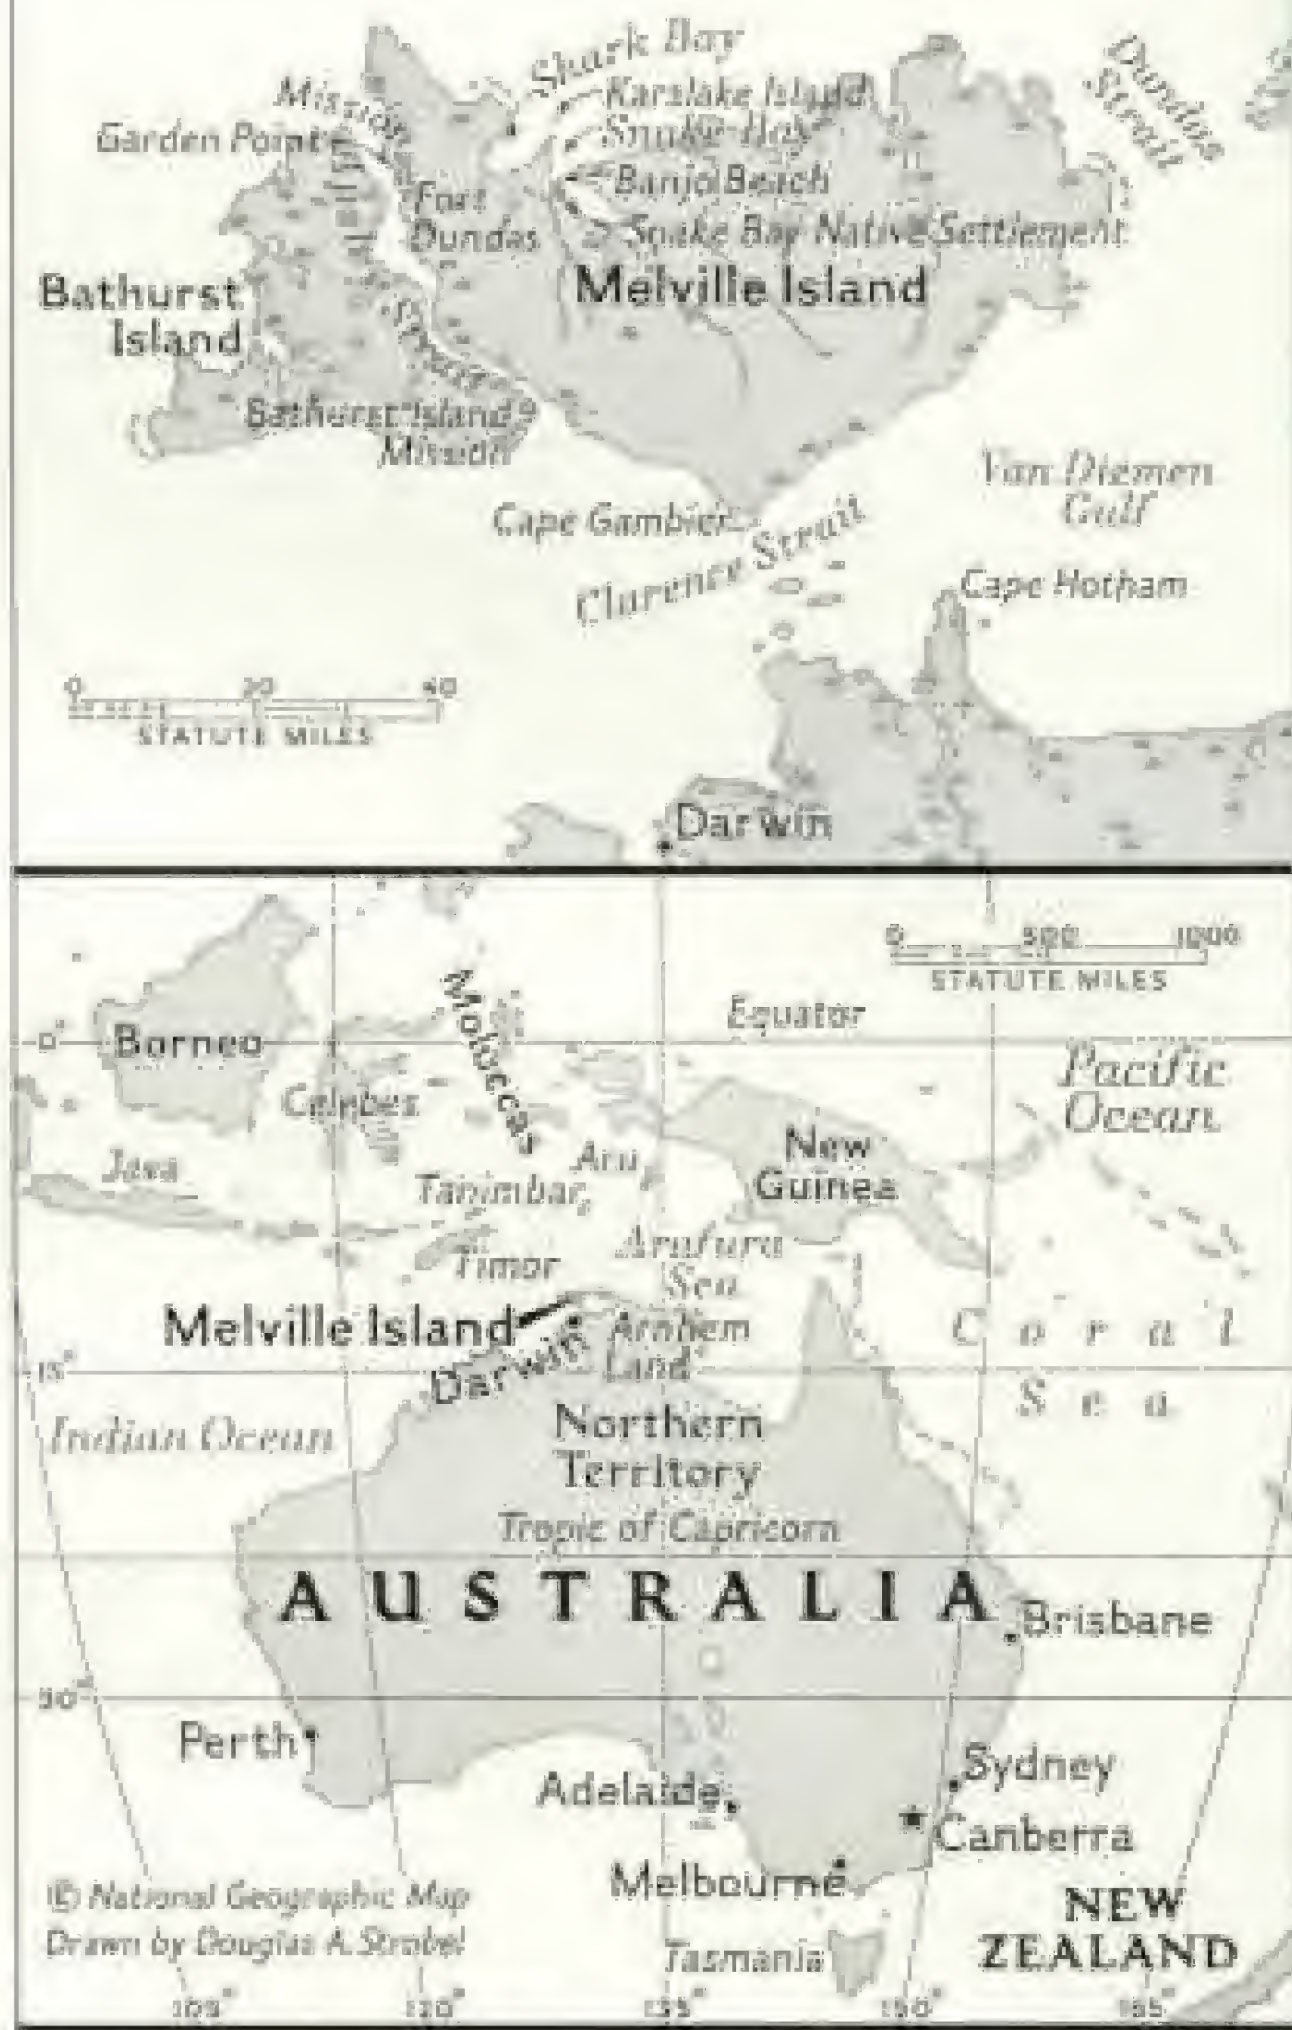 Shark Bay
Dundas
Strait
Karslake Island
Mission
Snake Bay
Garden Point
Banjo Beach
Fort
Dundas
Snake Bay Native Settlement
Melville Island
Bathurst
Island
Strait
Bathurst Island
Mission
Van Diemen
Gulf
Cape Gambier
Clarence Strait
Cape Hotham
0 20 40
STATUTE MILES
Darwin
0 500 1000
STATUTE MILES
Moluccas
Equator
0° Borneo
Pacific
Ocean
Celebes
New
Guinea
Java
Aru
Tanimbar
Arafura
Sea
Timor
Melville Island
Arnhem
Land
Coral
Sea
Darwin
15°
Indian Ocean
Northern
Territory
Tropic of Capricorn
AUSTRALIA
Brisbane
30°
Perth
Sydney
Adelaide
Canberra
Melbourne
© National Geographic Map
Drawn by Douglas A. Strobel
NEW
ZEALAND
Tasmania
105° 120° 135° 150° 165°